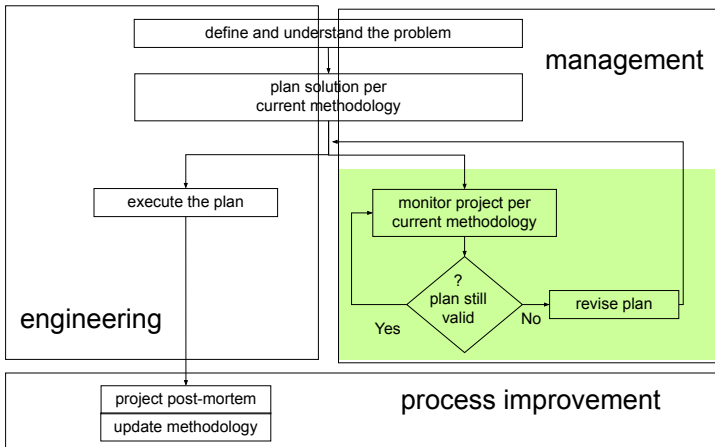 define and understand the problem
management
plan solution per
current methodology
execute the plan
monitor project per
current methodology
?
plan still
valid
revise plan
Yes
No
engineering
process improvement
project post-mortem
update methodology